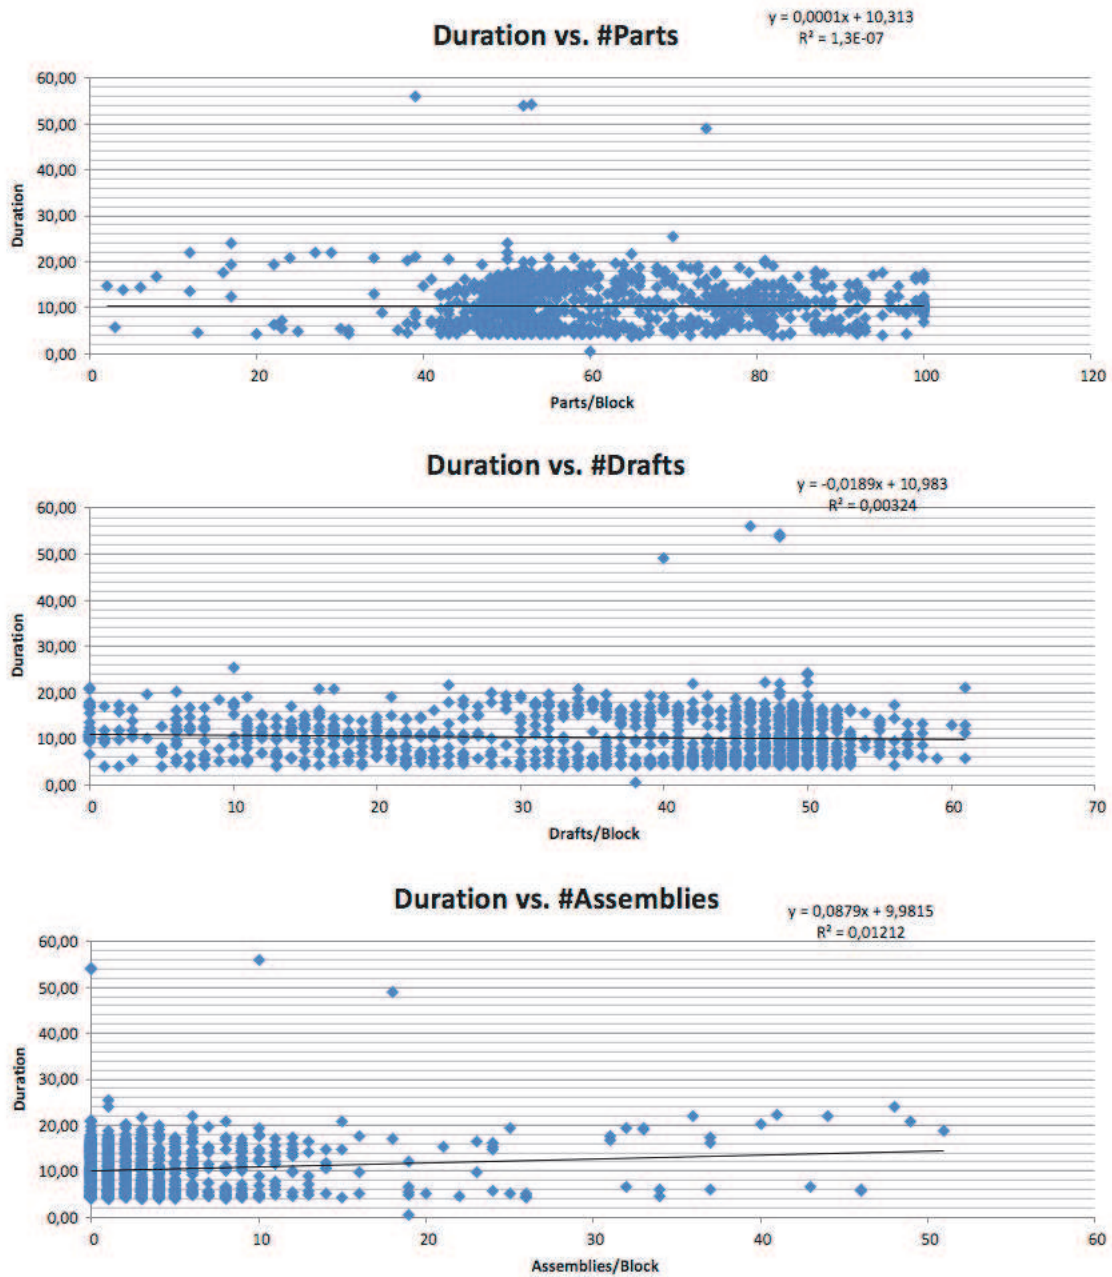 Duration vs. #Parts
y = 0,0001x + 10,313
R² = 1,3E-07
60,00
50,00
40,00
30,00
20,00
10,00
0,00
Duration
0 20 40 60 80 100 120
Parts/Block
Duration vs. #Drafts
y = -0,0189x + 10,983
R² = 0,00324
60,00
50,00
40,00
30,00
20,00
10,00
0,00
Duration
0 10 20 30 40 50 60 70
Drafts/Block
Duration vs. #Assemblies
y = 0,0879x + 9,9815
R² = 0,01212
60,00
50,00
40,00
30,00
20,00
10,00
0,00
Duration
0 10 20 30 40 50 60
Assemblies/Block